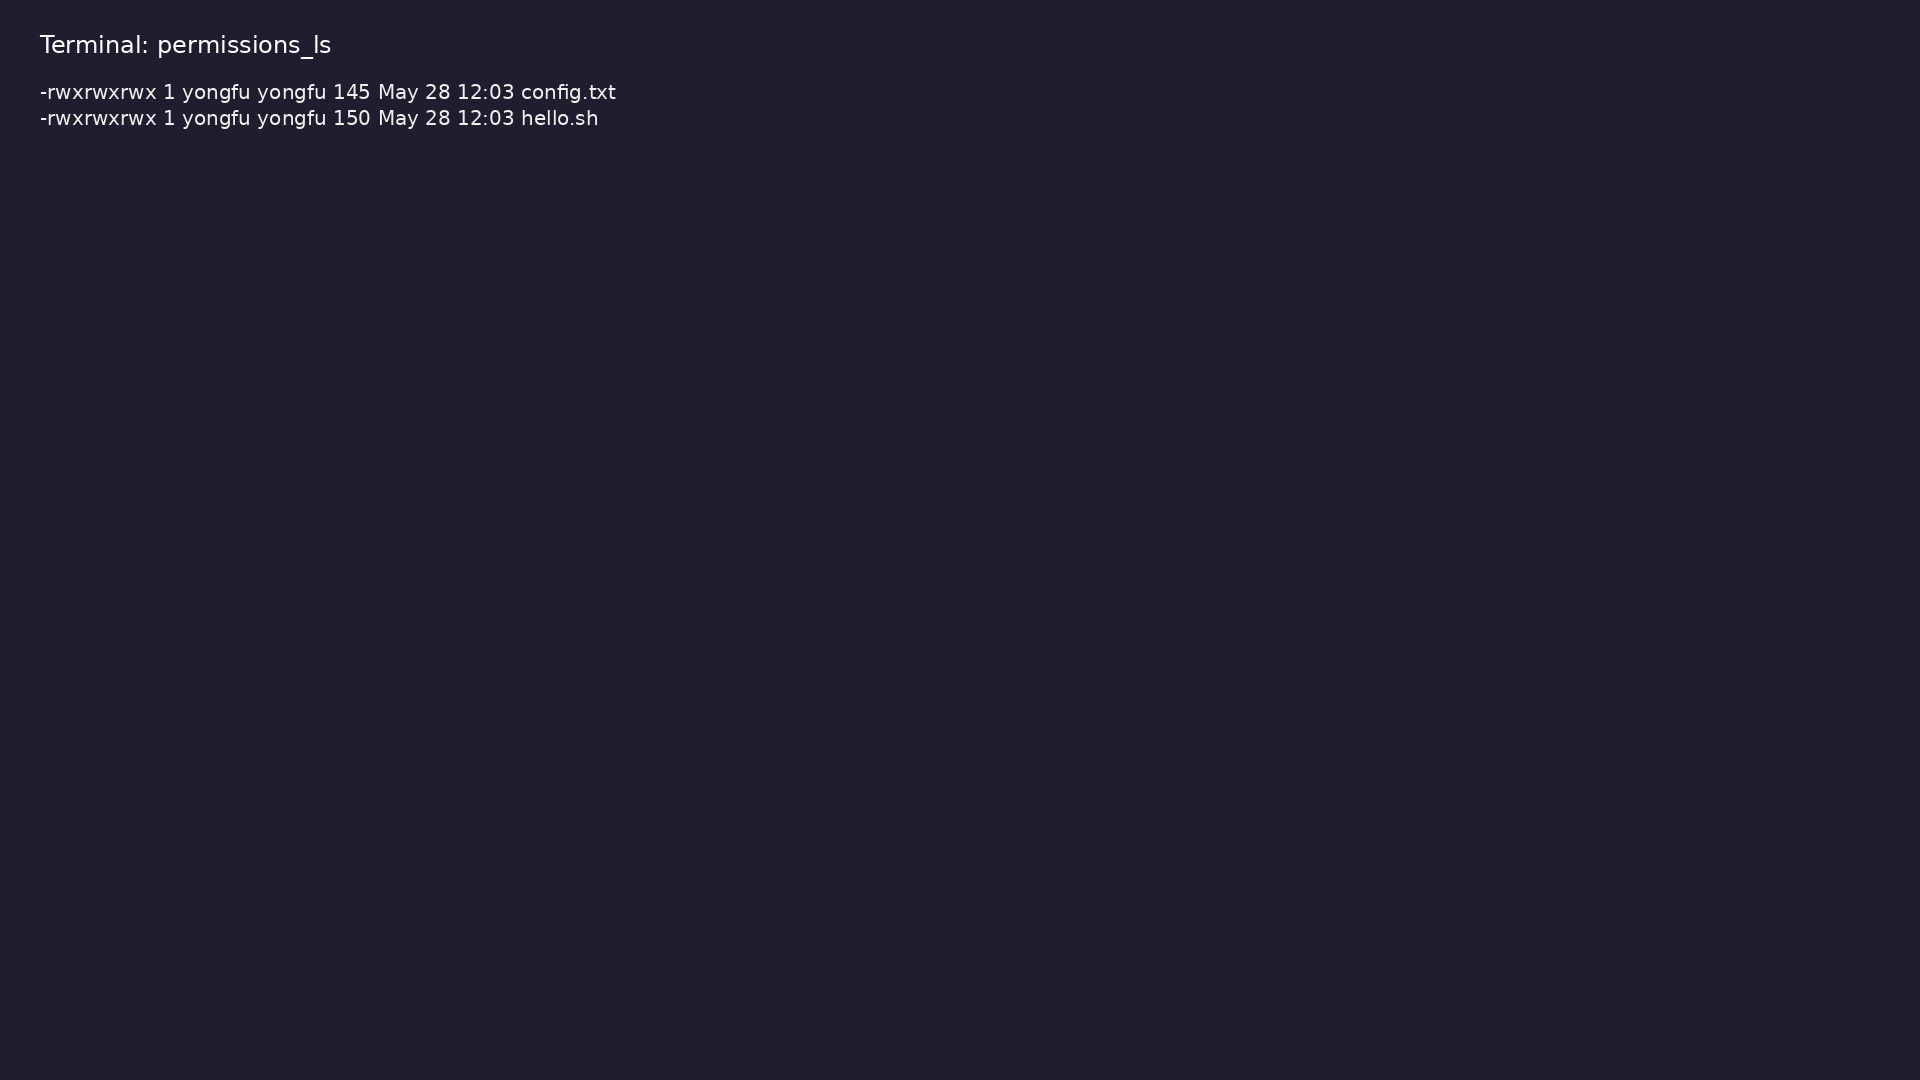 Terminal: permissions_ls
-rwxrwxrwx 1 yongfu yongfu 145 May 28 12:03 config.txt
-rwxrwxrwx 1 yongfu yongfu 150 May 28 12:03 hello.sh